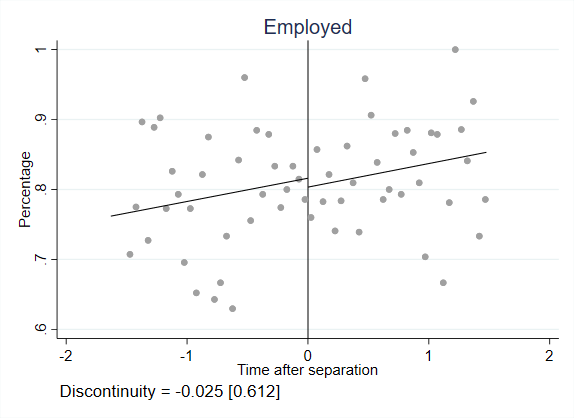 Employed
Percentage
1
.9
.8
.7
.6
-2 -1 0 1 2
Time after separation
Discontinuity = -0.025 [0.612]